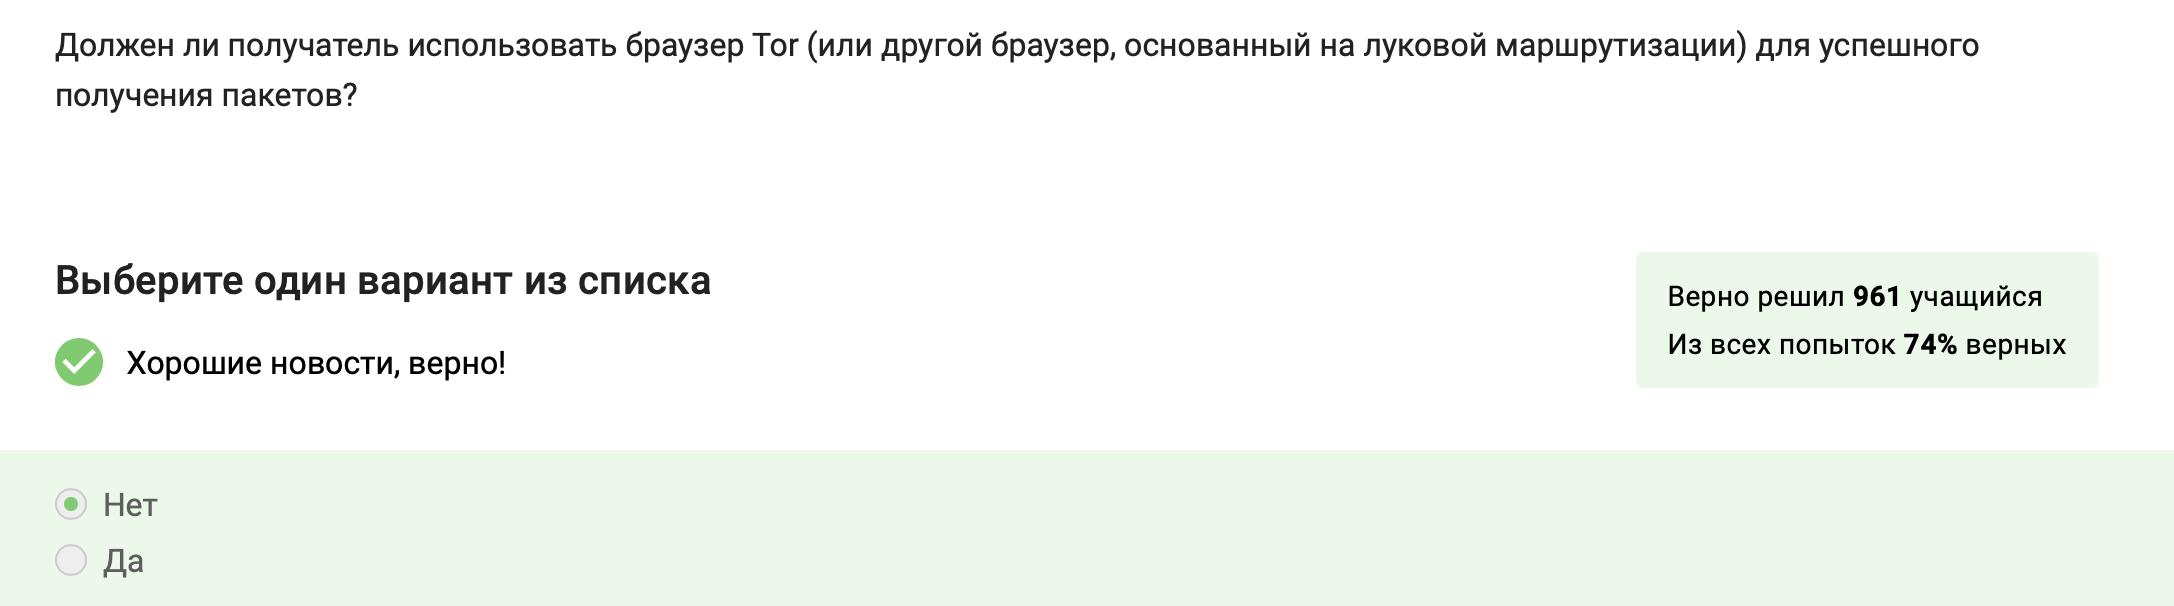 Должен ли получатель использовать браузер Tor (или другой браузер, основанный на луковой маршрутизации) для успешного
получения пакетов?
Выберите один вариант из списка
Верно решил 961 учащийся
Из всех попыток 74% верных
Хорошие новости, верно!
Нет
Да